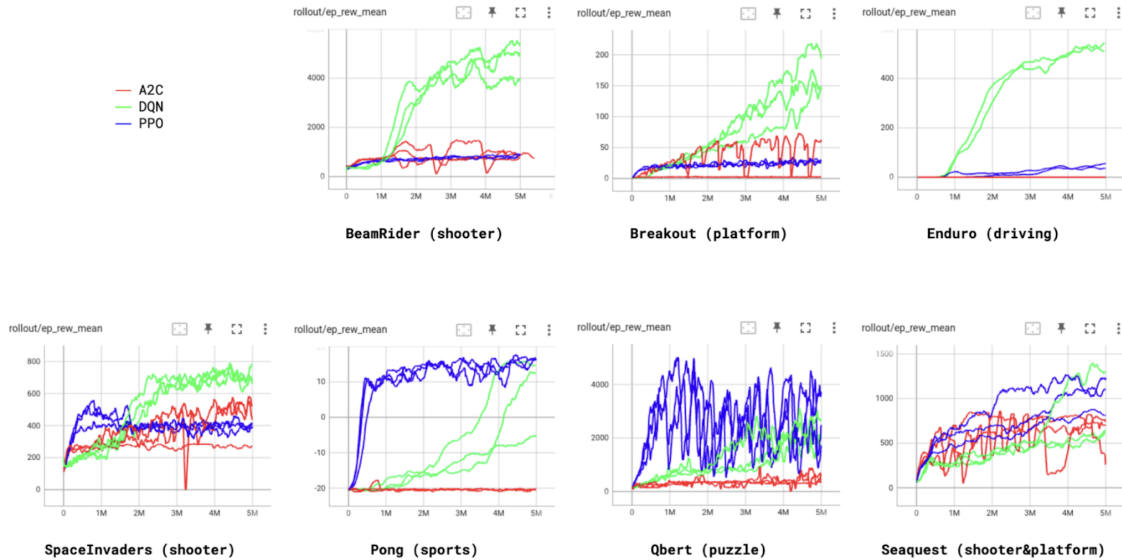 rollout/ep_rew_mean
4000
2000
0
0 1M 2M 3M 4M 5M
BeamRider (shooter)
rollout/ep_rew_mean
200
150
100
50
0
0 1M 2M 3M 4M 5M
Breakout (platform)
rollout/ep_rew_mean
400
200
0
0 1M 2M 3M 4M 5M
Enduro (driving)
A2C
DQN
PPO
rollout/ep_rew_mean
800
600
400
200
0
0 1M 2M 3M 4M 5M
SpaceInvaders (shooter)
rollout/ep_rew_mean
10
0
-10
-20
0 1M 2M 3M 4M 5M
Pong (sports)
rollout/ep_rew_mean
4000
2000
0
0 1M 2M 3M 4M 5M
Qbert (puzzle)
rollout/ep_rew_mean
1500
1000
500
0
0 1M 2M 3M 4M 5M
Seaquest (shooter&platform)